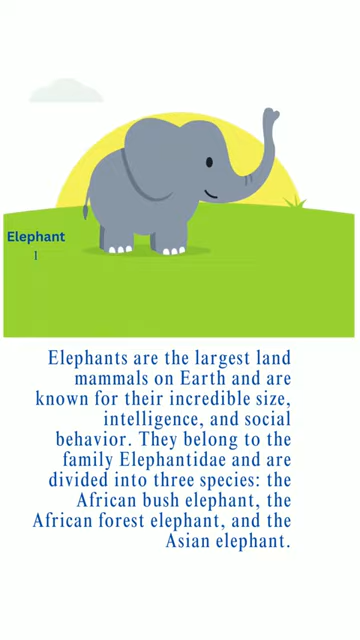 Elephant
1
Elephants are the largest land
mammals on Earth and are
known for their incredible size,
intelligence, and social
behavior. They belong to the
family Elephantidae and are
divided into three species: the
African bush elephant, the
African forest elephant, and the
Asian elephant.